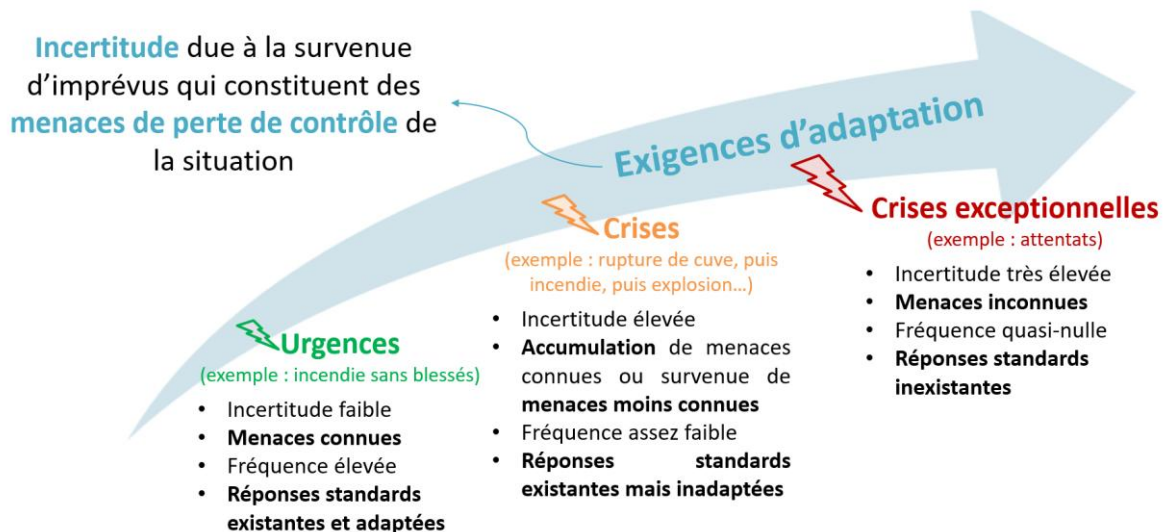 Incertitude due à la survenue
d’imprévus qui constituent des
menaces de perte de contrôle de
la situation
Exigences d’adaptation
Urgences
(exemple : incendie sans blessés)
• Incertitude faible
• Menaces connues
• Fréquence élevée
• Réponses standards
existantes et adaptées
Crises
(exemple : rupture de cuve, puis
incendie, puis explosion…)
• Incertitude élevée
• Accumulation de menaces
connues ou survenue de
menaces moins connues
• Fréquence assez faible
• Réponses standards
existantes mais inadaptées
Crises exceptionnelles
(exemple : attentats)
• Incertitude très élevée
• Menaces inconnues
• Fréquence quasi-nulle
• Réponses standards
inexistantes